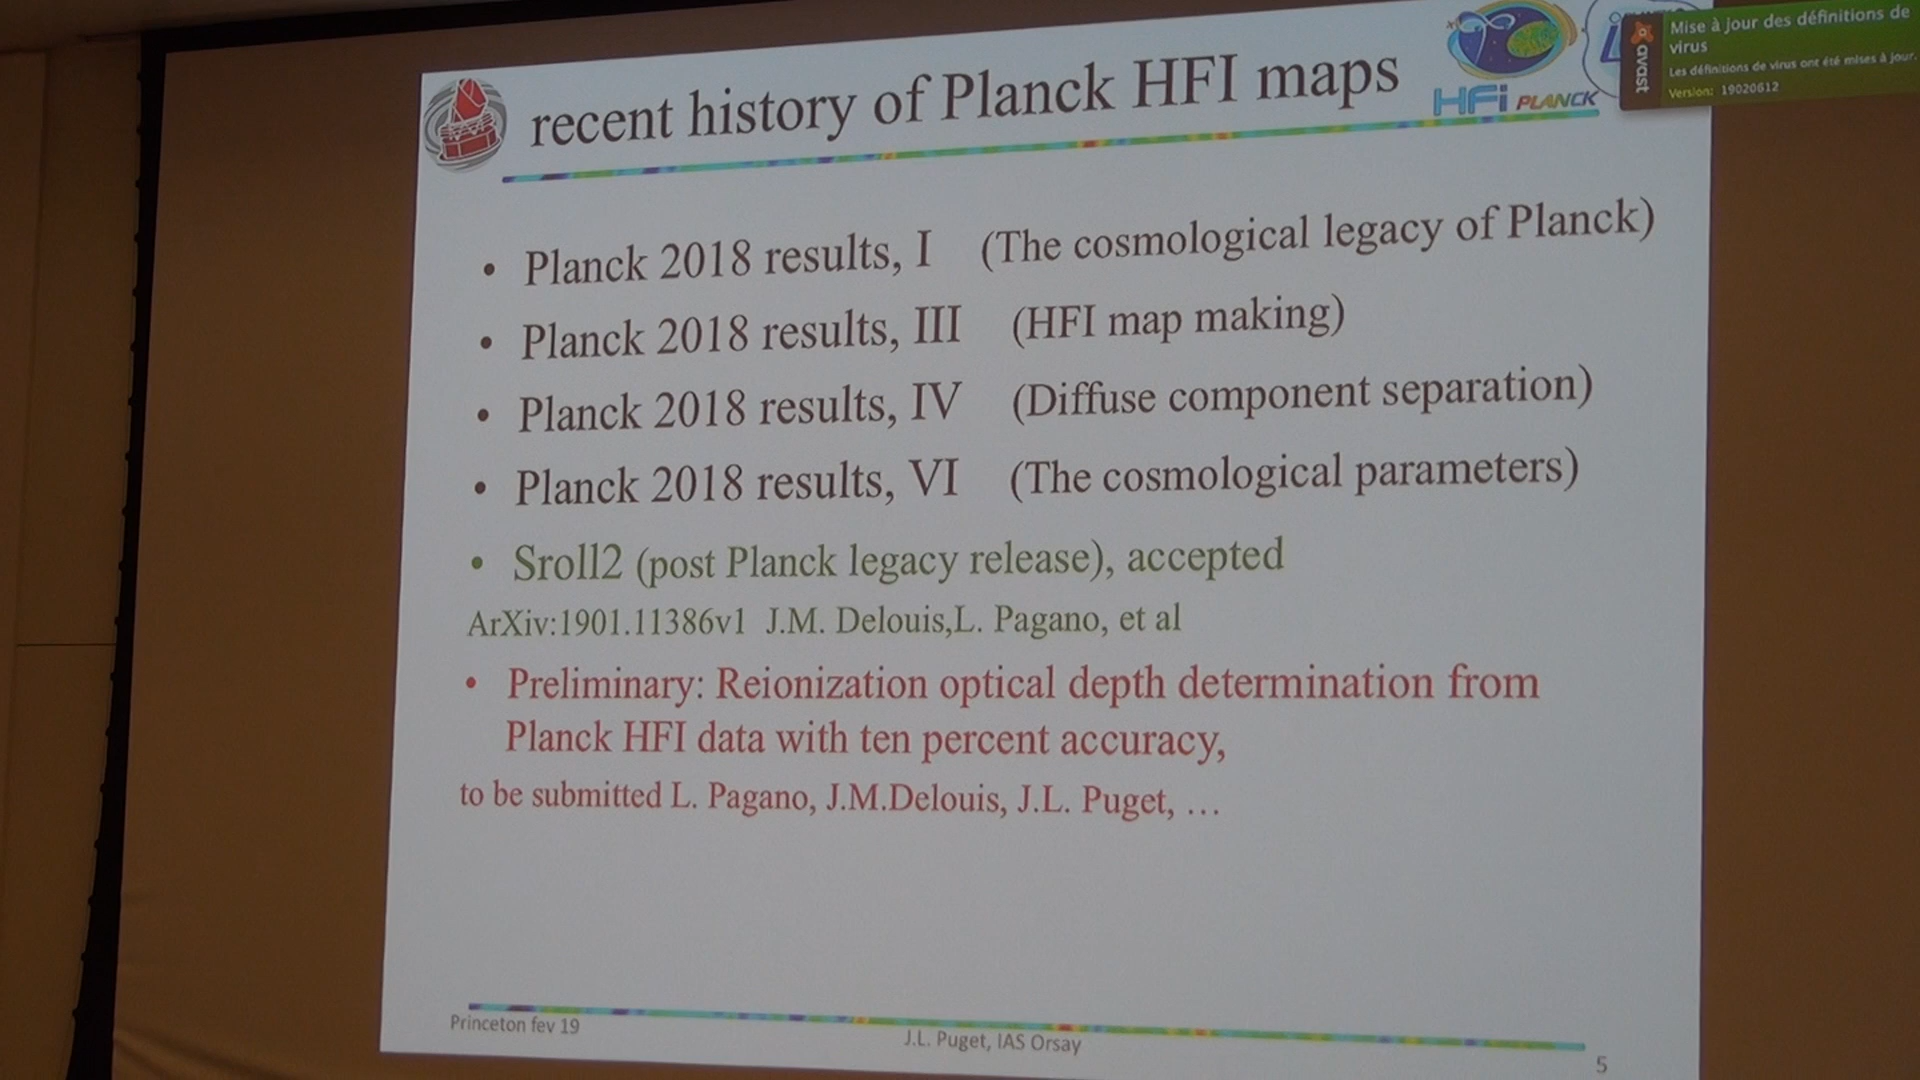 recent history of Planck HFI maps
HFi PLANCK
avast
Mise à jour des définitions de
virus
Les définitions de virus ont été mises à jour.
Version: 19020612
• Planck 2018 results, I (The cosmological legacy of Planck)
• Planck 2018 results, III (HFI map making)
• Planck 2018 results, IV (Diffuse component separation)
• Planck 2018 results, VI (The cosmological parameters)
• Sroll2 (post Planck legacy release), accepted
ArXiv:1901.11386v1 J.M. Delouis,L. Pagano, et al
• Preliminary: Reionization optical depth determination from
Planck HFI data with ten percent accuracy,
to be submitted L. Pagano, J.M.Delouis, J.L. Puget, …
Princeton fev 19
J.L. Puget, IAS Orsay
5